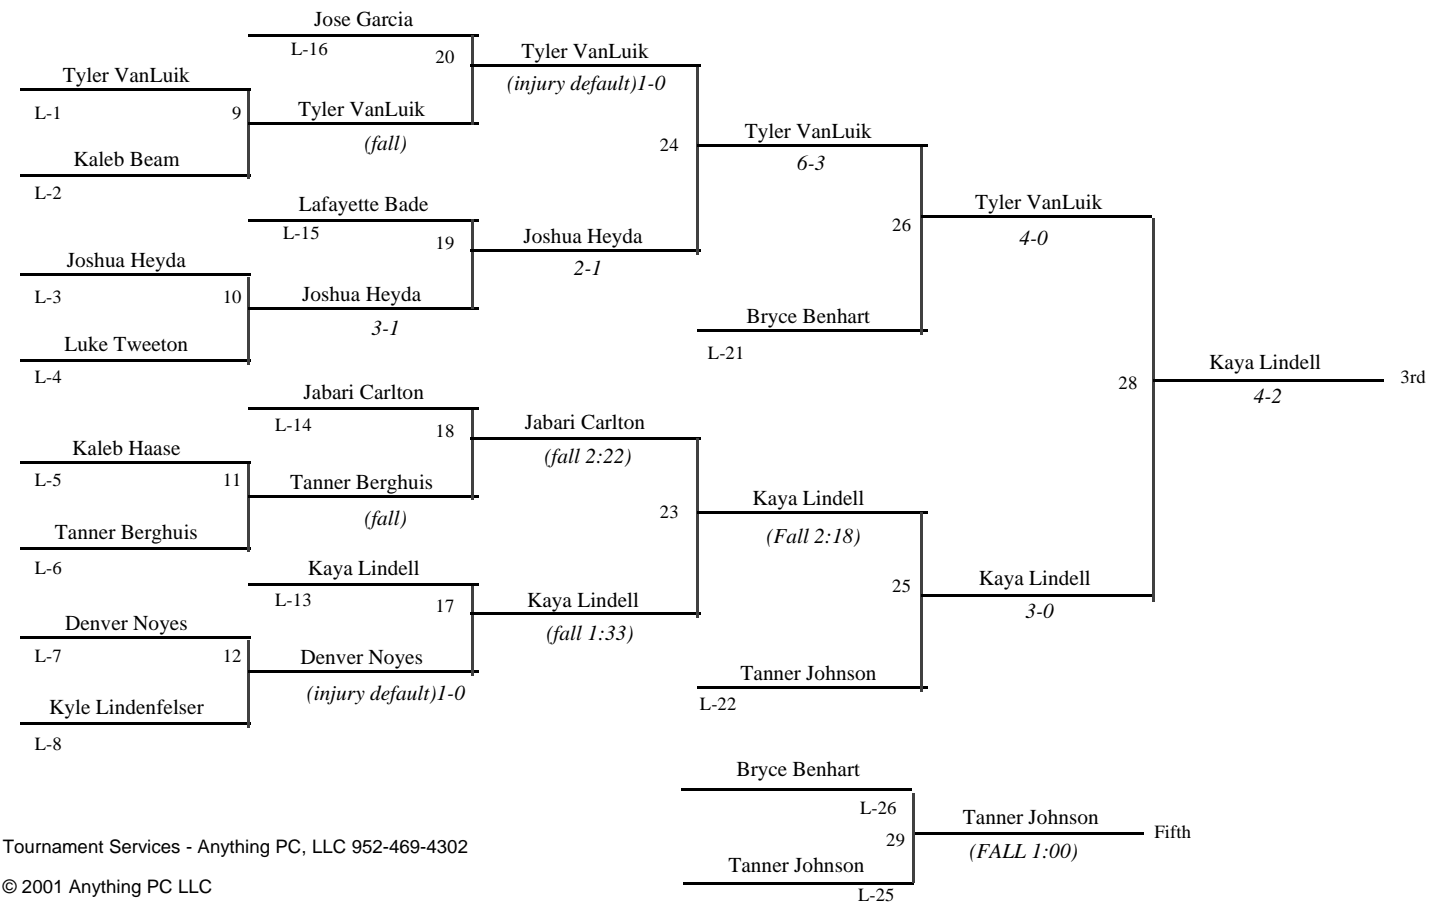 Jose Garcia
L-16
20
Tyler VanLuik
(injury default)1-0
Tyler VanLuik
L-1
9
Tyler VanLuik
(fall)
24
Tyler VanLuik
6-3
Kaleb Beam
L-2
Lafayette Bade
L-15
19
Joshua Heyda
2-1
26
Tyler VanLuik
4-0
Joshua Heyda
L-3
10
Joshua Heyda
3-1
Bryce Benhart
L-21
Luke Tweeton
L-4
28
Kaya Lindell
4-2
3rd
Jabari Carlton
L-14
18
Jabari Carlton
(fall 2:22)
Kaleb Haase
L-5
11
Tanner Berghuis
(fall)
23
Kaya Lindell
(Fall 2:18)
Tanner Berghuis
L-6
Kaya Lindell
L-13
17
Kaya Lindell
(fall 1:33)
25
Kaya Lindell
3-0
Denver Noyes
L-7
12
Denver Noyes
(injury default)1-0
Tanner Johnson
L-22
Kyle Lindenfelser
L-8
Bryce Benhart
L-26
29
Tanner Johnson
(FALL 1:00)
Fifth
Tanner Johnson
L-25
Tournament Services - Anything PC, LLC 952-469-4302
© 2001 Anything PC LLC